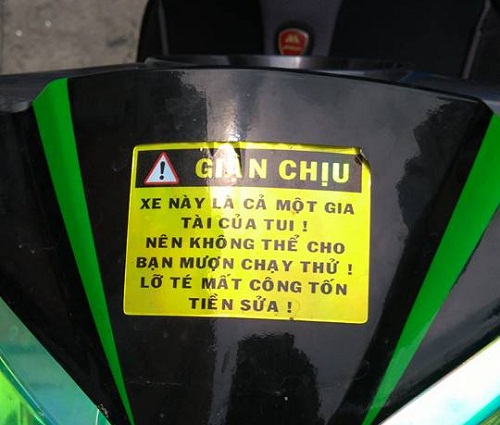 GIẬN CHỊU
XE NÀY LÀ CẢ MỘT GIA
TÀI CỦA TUI !
NÊN KHÔNG THỂ CHO
BẠN MƯỢN CHẠY THỬ !
LỠ TÉ MẤT CÔNG TỐN
TIỀN SỬA !